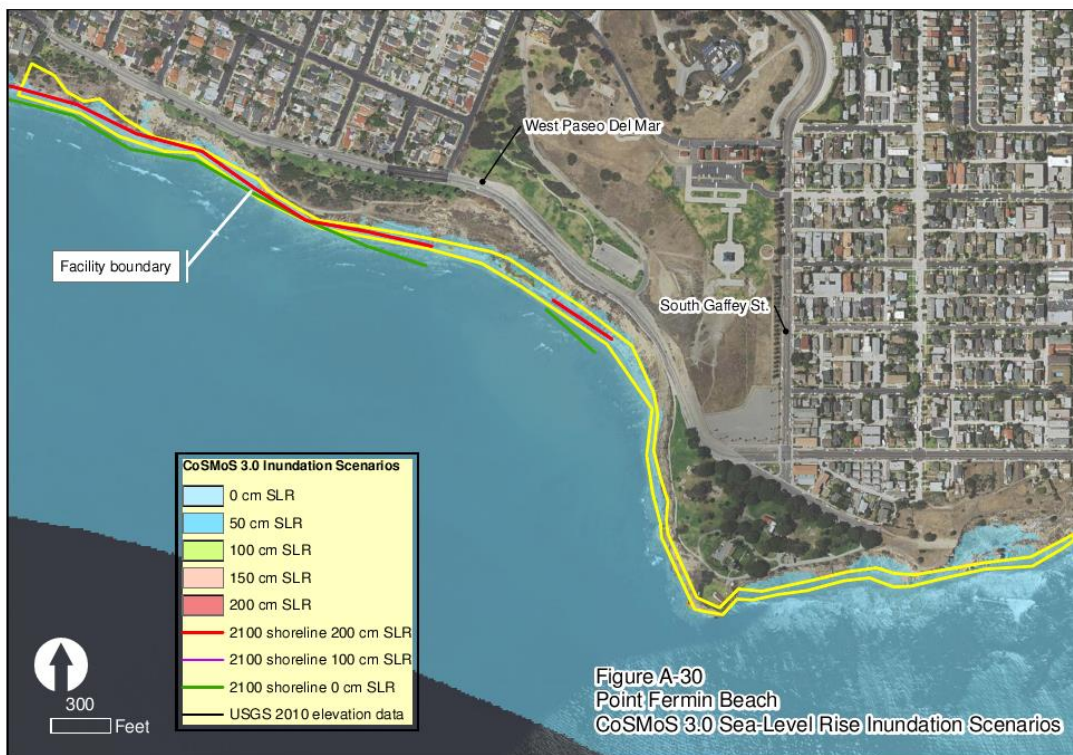 West Paseo Del Mar
Facility boundary
South Gaffey St.
CoSMoS 3.0 Inundation Scenarios
0 cm SLR
50 cm SLR
100 cm SLR
150 cm SLR
200 cm SLR
2100 shoreline 200 cm SLR
2100 shoreline 100 cm SLR
2100 shoreline 0 cm SLR
USGS 2010 elevation data
300
Feet
Figure A-30
Point Fermin Beach
CoSMoS 3.0 Sea-Level Rise Inundation Scenarios